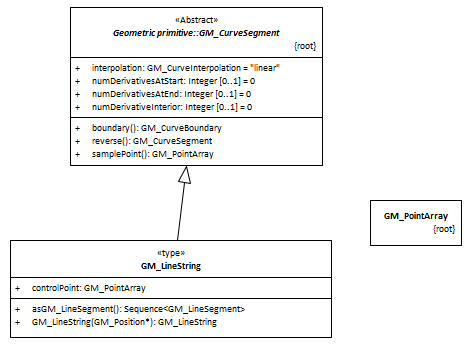 «Abstract»
Geometric primitive::GM_CurveSegment
{root}
+ interpolation: GM_CurveInterpolation = "linear"
+ numDerivativesAtStart: Integer [0..1] = 0
+ numDerivativesAtEnd: Integer [0..1] = 0
+ numDerivativeInterior: Integer [0..1] = 0
+ boundary(): GM_CurveBoundary
+ reverse(): GM_CurveSegment
+ samplePoint(): GM_PointArray
GM_PointArray
{root}
«type»
GM_LineString
+ controlPoint: GM_PointArray
+ asGM_LineSegment(): Sequence<GM_LineSegment>
+ GM_LineString(GM_Position*): GM_LineString